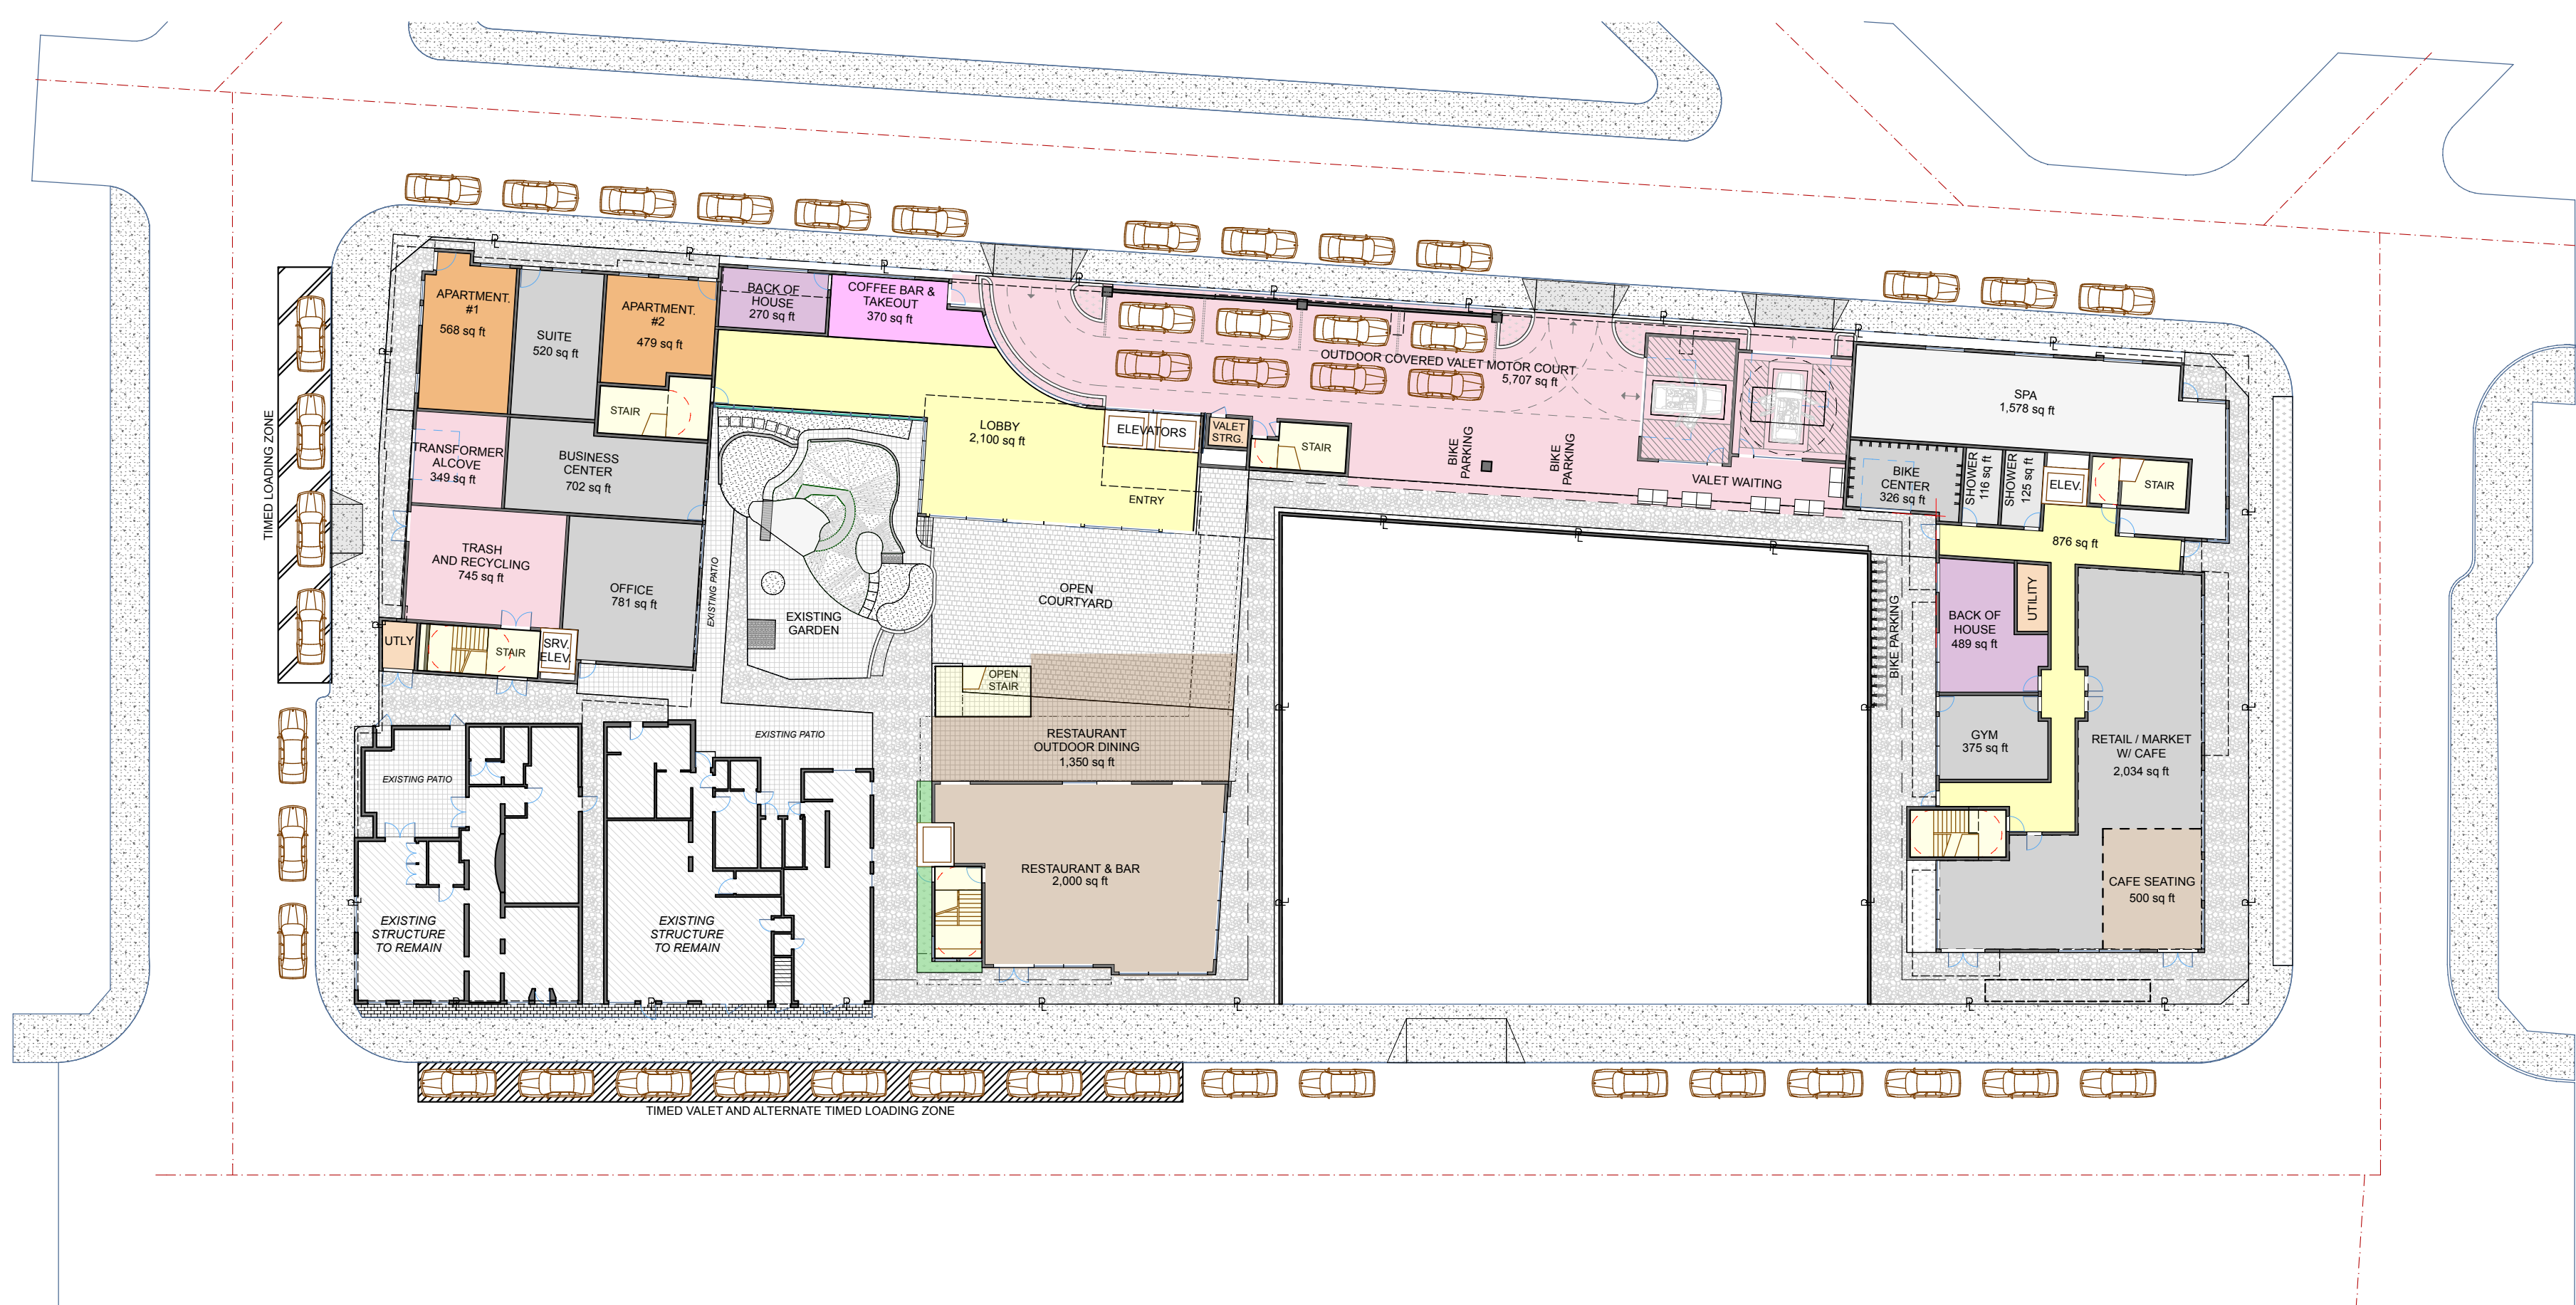 APARTMENT.
#1
568 sq ft
SUITE
520 sq ft
APARTMENT.
#2
479 sq ft
BACK OF
HOUSE
270 sq ft
COFFEE BAR &
TAKEOUT
370 sq ft
OUTDOOR COVERED VALET MOTOR COURT
5,707 sq ft
STAIR
LOBBY
2,100 sq ft
ELEVATORS
ENTRY
VALET
STRG.
STAIR
BIKE
PARKING
BIKE
PARKING
VALET WAITING
SPA
1,578 sq ft
BIKE
CENTER
326 sq ft
SHOWER
116 sq ft
SHOWER
125 sq ft
ELEV.
STAIR
876 sq ft
TIMED LOADING ZONE
TRANSFORMER
ALCOVE
349 sq ft
BUSINESS
CENTER
702 sq ft
TRASH
AND RECYCLING
745 sq ft
OFFICE
781 sq ft
UTLY
STAIR
SRV.
ELEV.
EXISTING PATIO
EXISTING
GARDEN
OPEN
COURTYARD
OPEN
STAIR
BIKE PARKING
BACK OF
HOUSE
489 sq ft
UTILITY
EXISTING PATIO
EXISTING PATIO
RESTAURANT
OUTDOOR DINING
1,350 sq ft
GYM
375 sq ft
RETAIL / MARKET
W/ CAFE
2,034 sq ft
RESTAURANT & BAR
2,000 sq ft
CAFE SEATING
500 sq ft
EXISTING
STRUCTURE
TO REMAIN
EXISTING
STRUCTURE
TO REMAIN
TIMED VALET AND ALTERNATE TIMED LOADING ZONE